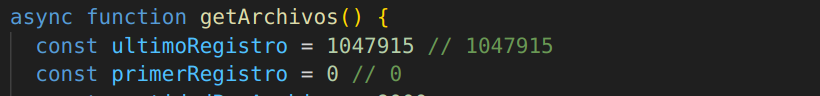 async function getArchivos() {
const ultimoRegistro = 1047915 // 1047915
const primerRegistro = 0 // 0